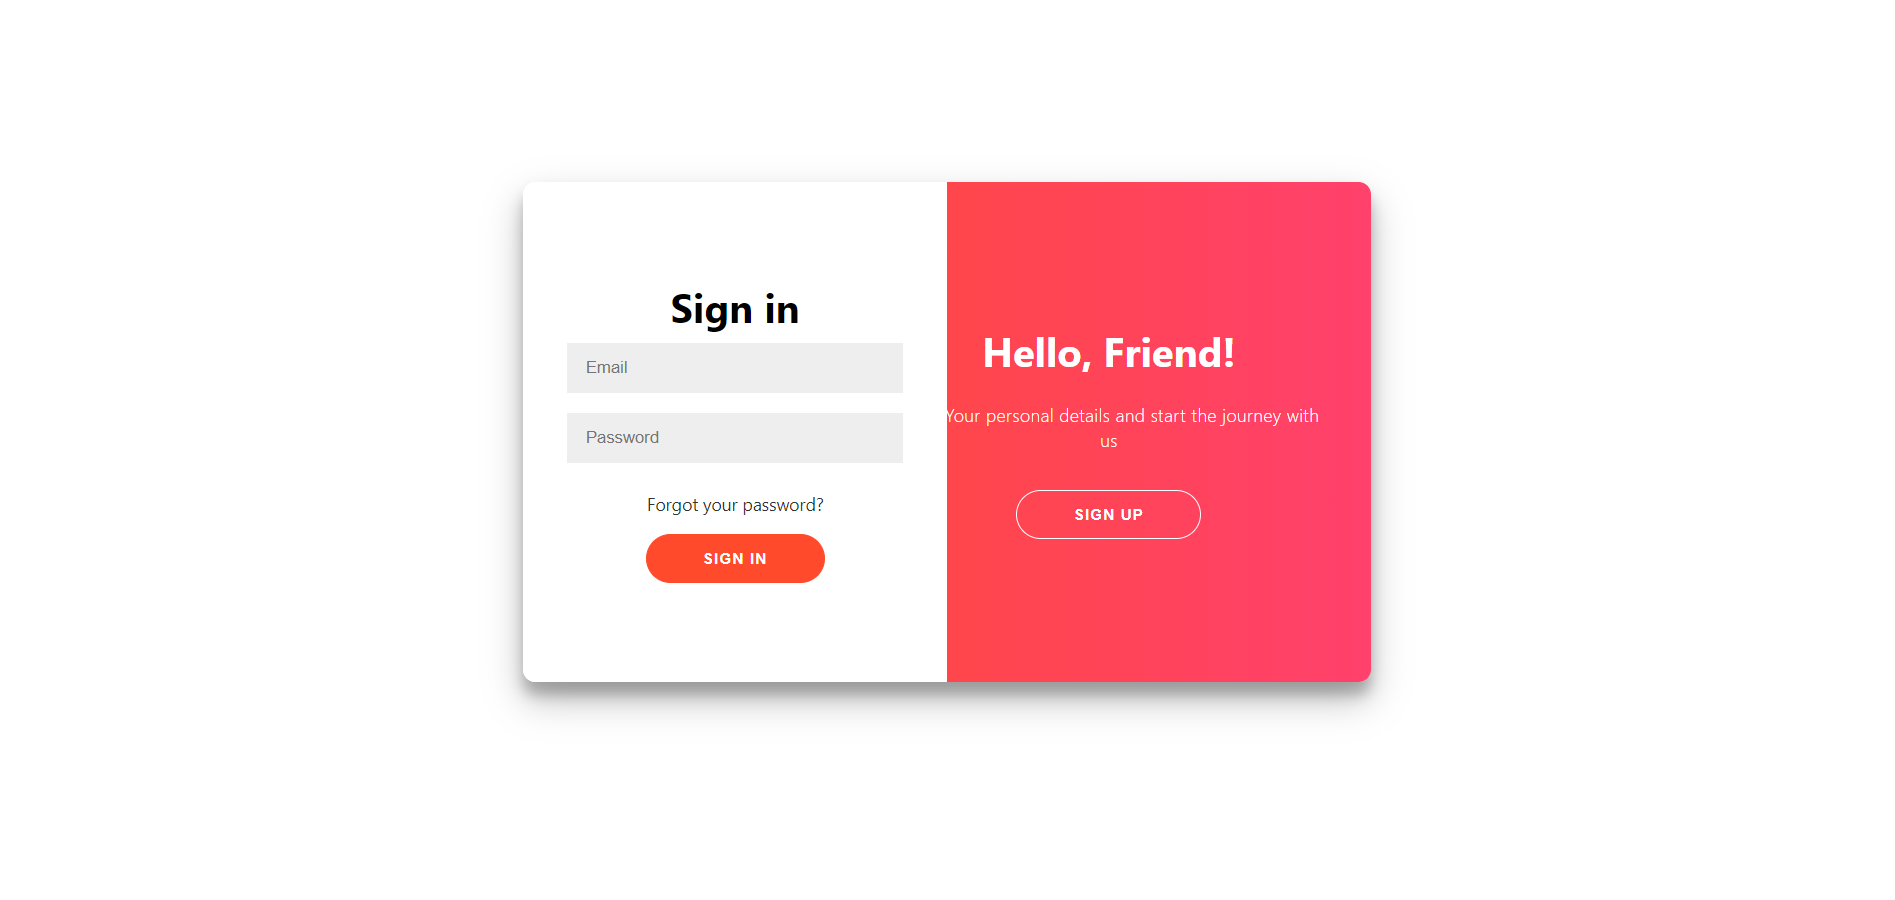 Sign in
Email
Password
Forgot your password?
SIGN IN
Hello, Friend!
Your personal details and start the journey with
us
SIGN UP